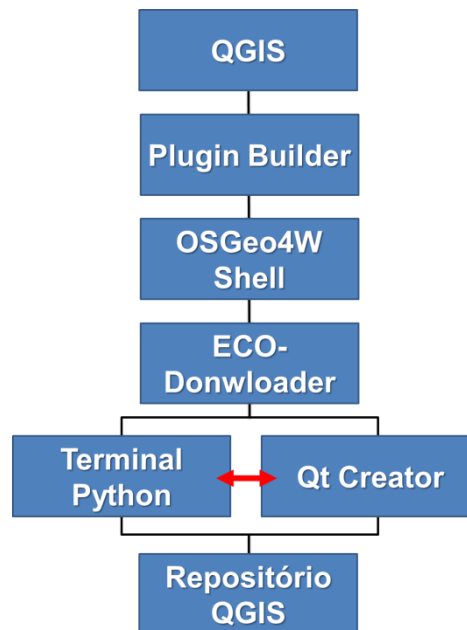 QGIS
Plugin Builder
OSGeo4W
Shell
ECO-
Donwloader
Terminal
Python
Qt Creator
Repositório
QGIS